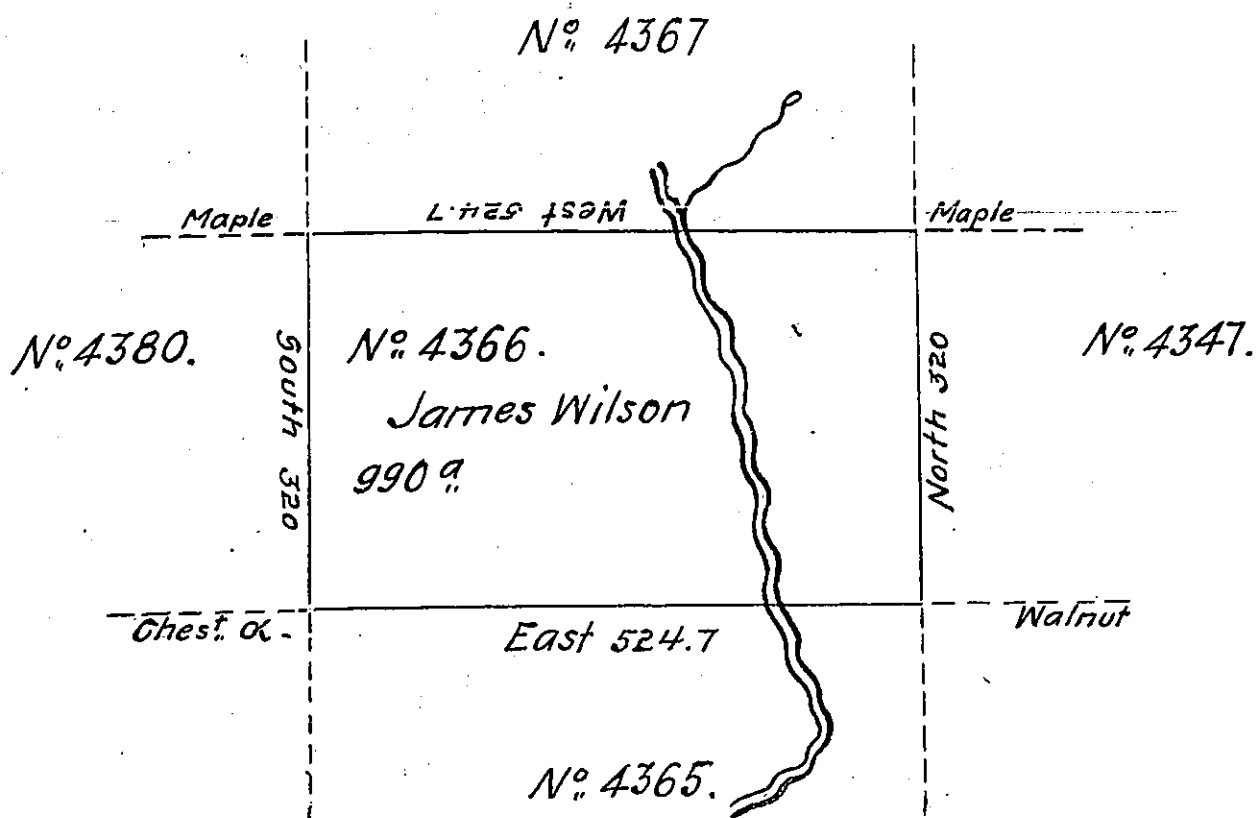 Nº 4367
Maple
West 524.7
Maple
Nº 4380.
South 320
Nº 4366.
James Wilson
990 a
North 320
Nº 4347.
Chest. O.
East 524.7
Walnut
Nº 4365.